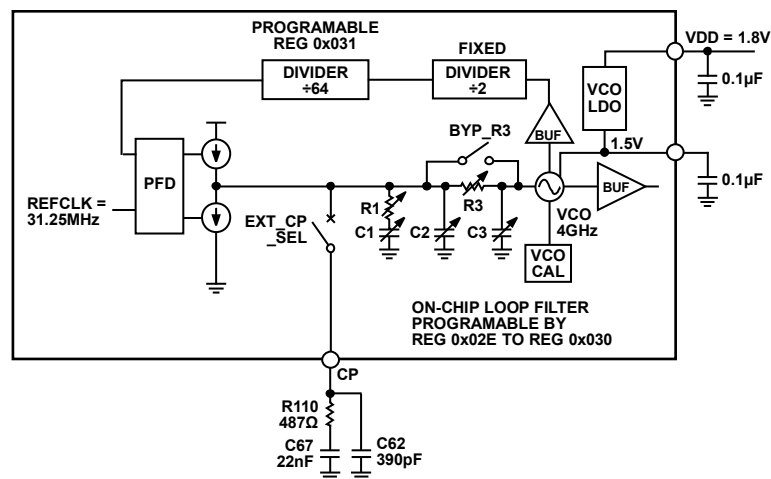 PROGRAMABLE
REG 0x031
FIXED
DIVIDER
÷64
DIVIDER
÷2
VCO
LDO
VDD = 1.8V
0.1µF
BUF
BYP_R3
1.5V
PFD
REFCLK =
31.25MHz
EXT_CP
_SEL
R1
C1
C2
R3
C3
VCO
4GHz
BUF
0.1µF
VCO
CAL
ON-CHIP LOOP FILTER
PROGRAMABLE BY
REG 0x02E TO REG 0x030
CP
R110
487Ω
C67
22nF
C62
390pF